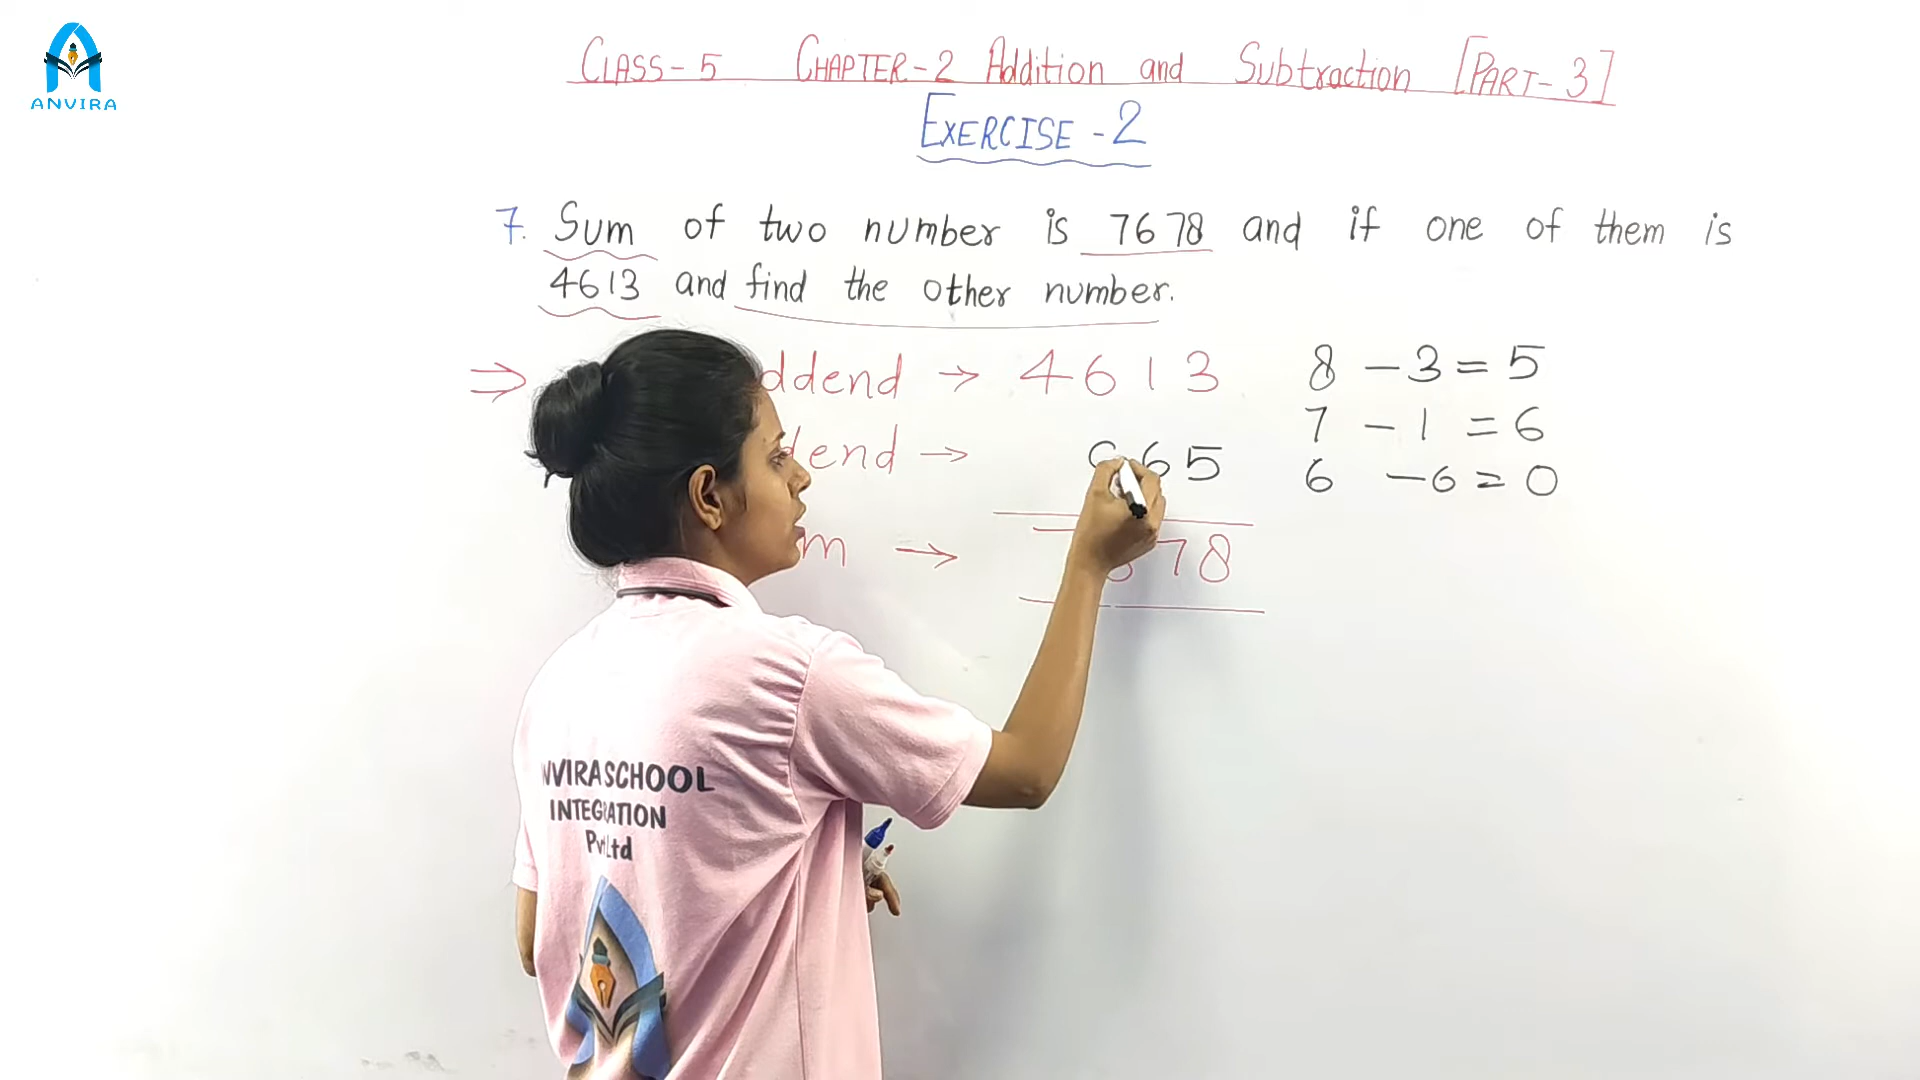 ANVIRA
CLASS-5 CHAPTER-2 Addition and Subtraction [PART-3]
EXERCISE-2
7. Sum of two number is 7678 and if one of them is
4613 and find the other number.
⇒ ddend → 4613
8 - 3 = 5
7 - 1 = 6
dend → 65
6 - 6 = 0
m → 78
NVIRA SCHOOL
INTEGRATION
Pvt Ltd